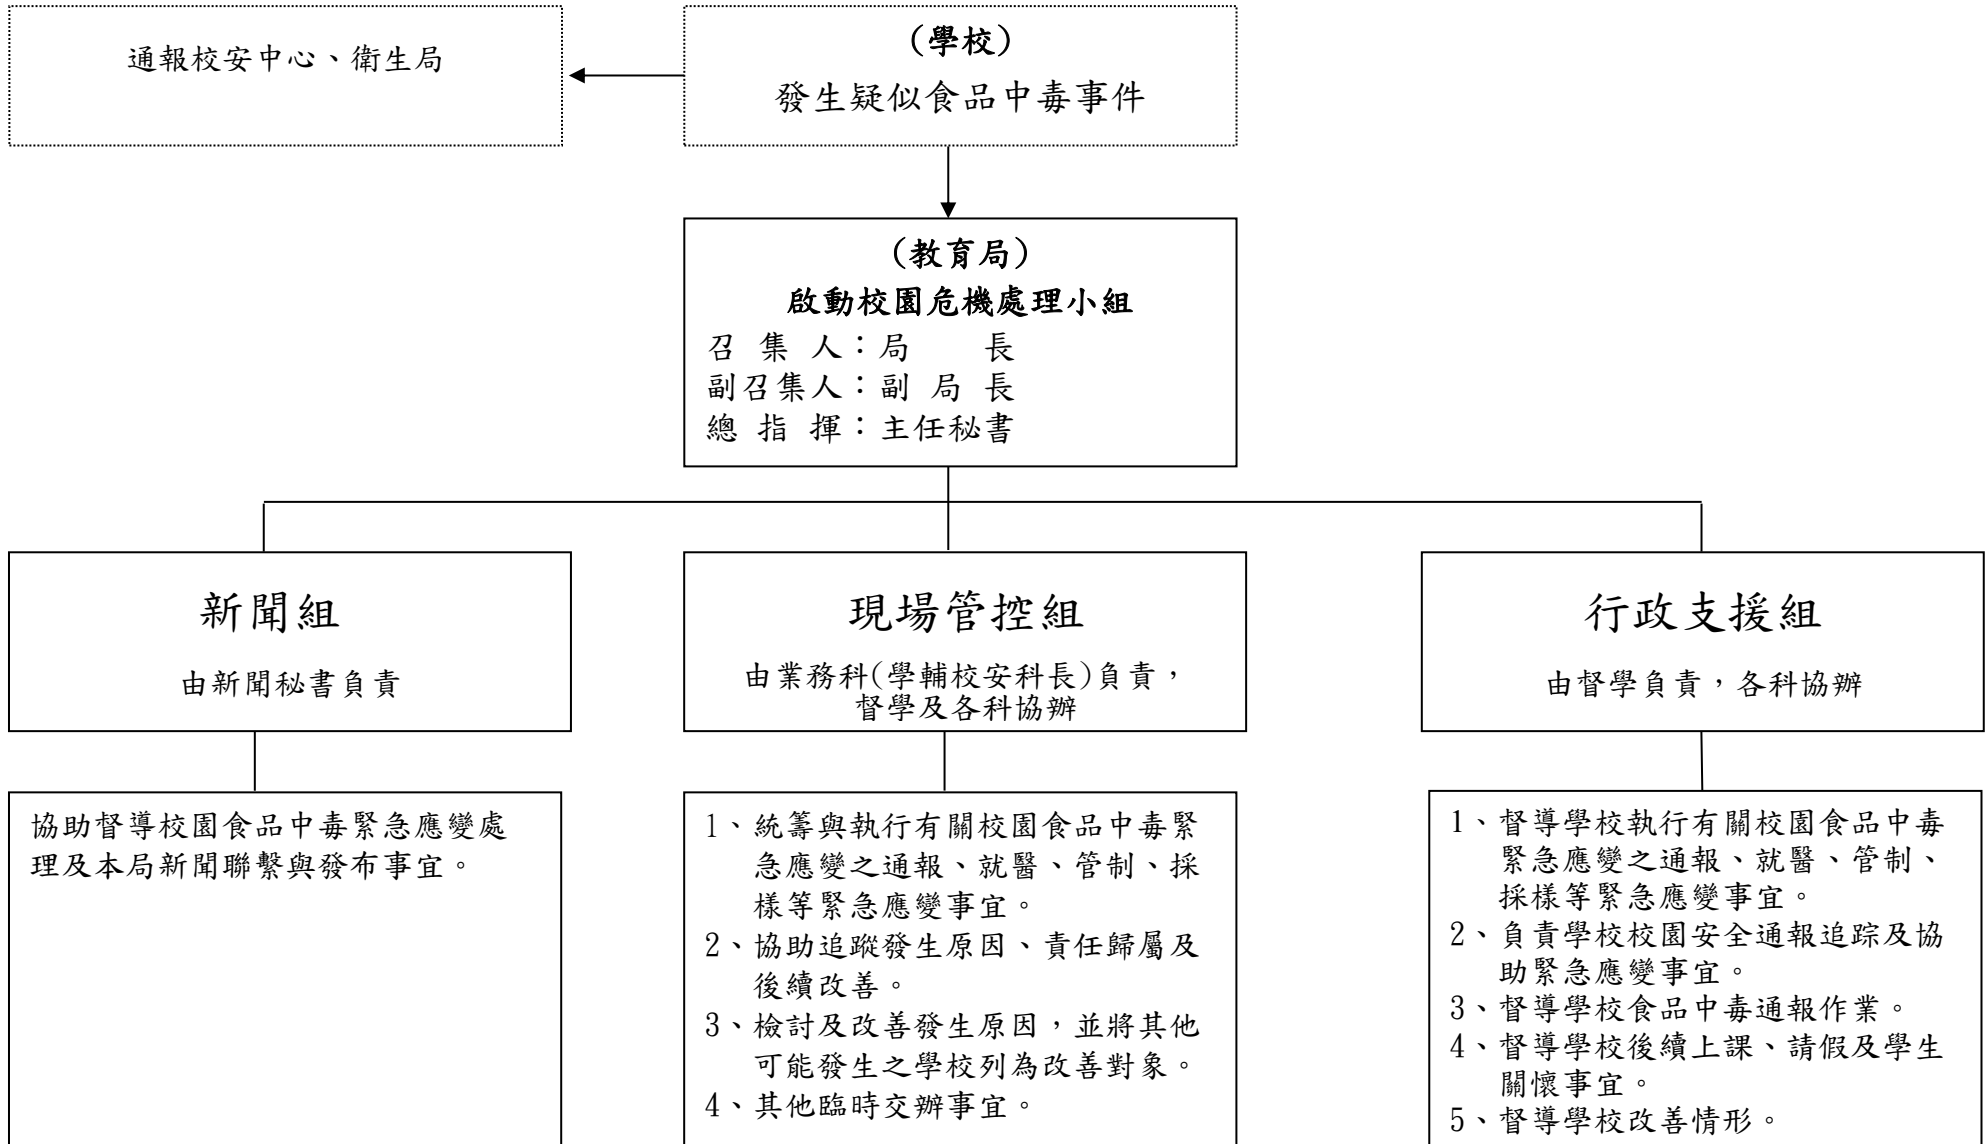 通報校安中心、衛生局
(學校)
發生疑似食品中毒事件
(教育局)
啟動校園危機處理小組
召 集 人：局　　長
副召集人：副 局 長
總 指 揮：主任秘書
新聞組
由新聞秘書負責
現場管控組
由業務科(學輔校安科長)負責，
督學及各科協辦
行政支援組
由督學負責，各科協辦
協助督導校園食品中毒緊急應變處
理及本局新聞聯繫與發布事宜。
1、統籌與執行有關校園食品中毒緊
急應變之通報、就醫、管制、採
樣等緊急應變事宜。
2、協助追蹤發生原因、責任歸屬及
後續改善。
3、檢討及改善發生原因，並將其他
可能發生之學校列為改善對象。
4、其他臨時交辦事宜。
1、督導學校執行有關校園食品中毒
緊急應變之通報、就醫、管制、
採樣等緊急應變事宜。
2、負責學校校園安全通報追踪及協
助緊急應變事宜。
3、督導學校食品中毒通報作業。
4、督導學校後續上課、請假及學生
關懷事宜。
5、督導學校改善情形。